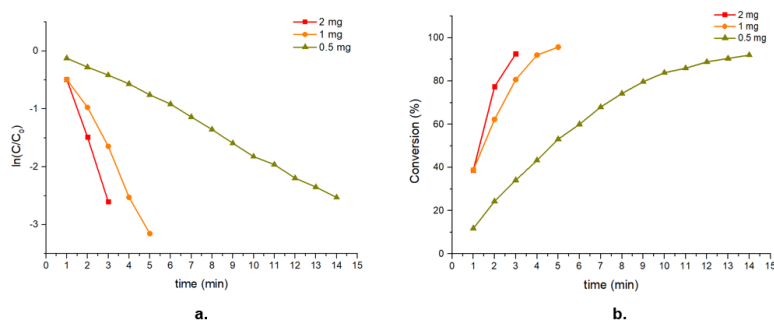 2 mg
1 mg
0.5 mg
0
-1
-2
-3
ln(C/C₀)
0 1 2 3 4 5 6 7 8 9 10 11 12 13 14 15
time (min)
a.
2 mg
1 mg
0.5 mg
100
80
60
40
20
0
Conversion (%)
0 1 2 3 4 5 6 7 8 9 10 11 12 13 14 15
time (min)
b.